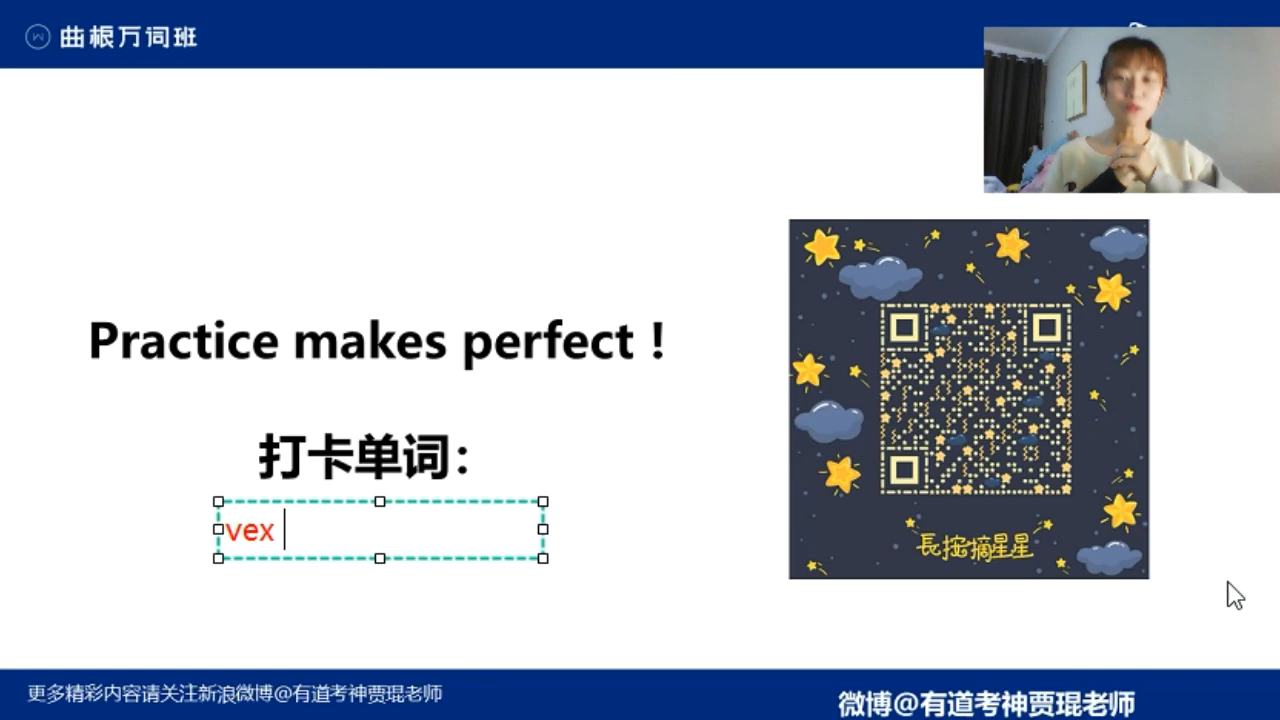 曲根万词班
Practice makes perfect！
打卡单词：
vex
長按摘星星
更多精彩内容请关注新浪微博@有道考神贾琨老师
微博@有道考神贾琨老师